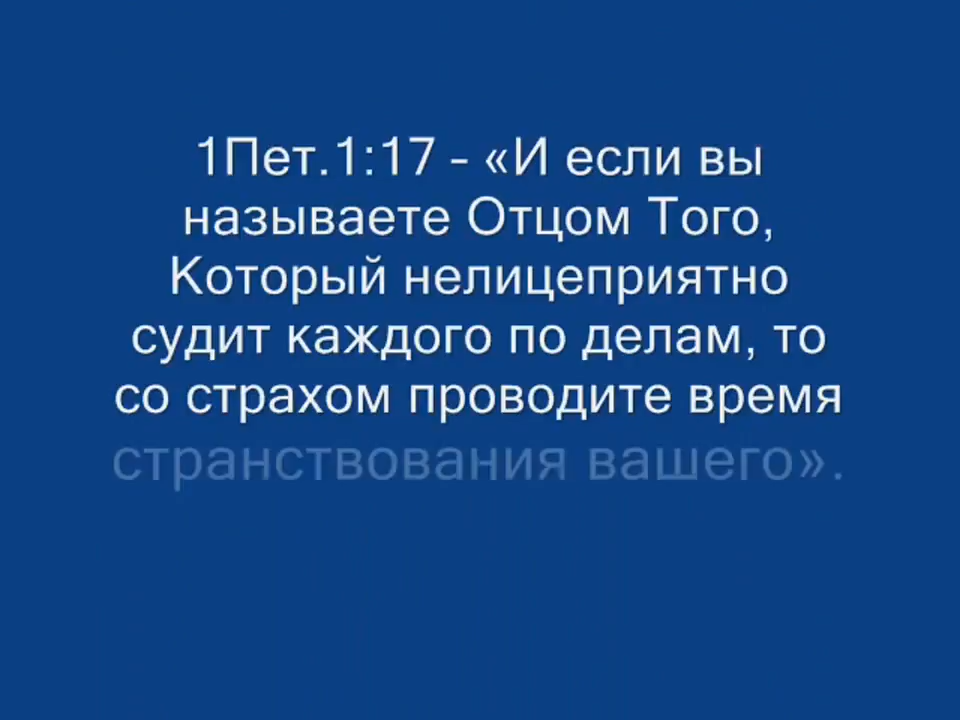 1Пет.1:17 – «И если вы
называете Отцом Того,
Который нелицеприятно
судит каждого по делам, то
со страхом проводите время
странствования вашего».